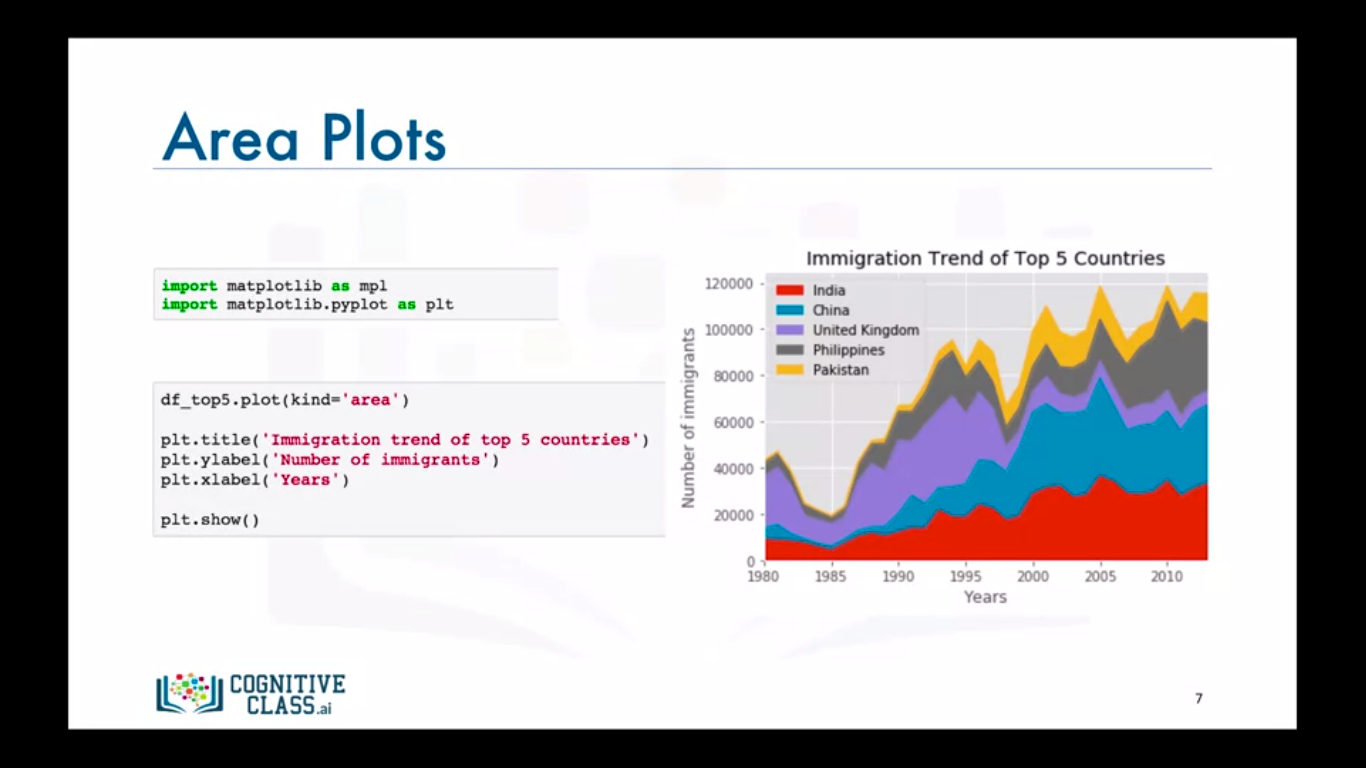 Area Plots
import matplotlib as mpl
import matplotlib.pyplot as plt
df_top5.plot(kind='area')
plt.title('Immigration trend of top 5 countries')
plt.ylabel('Number of immigrants')
plt.xlabel('Years')
plt.show()
Immigration Trend of Top 5 Countries
Number of immigrants
120000
100000
80000
60000
40000
20000
0
India
China
United Kingdom
Philippines
Pakistan
1980 1985 1990 1995 2000 2005 2010
Years
COGNITIVE
CLASS.ai
7